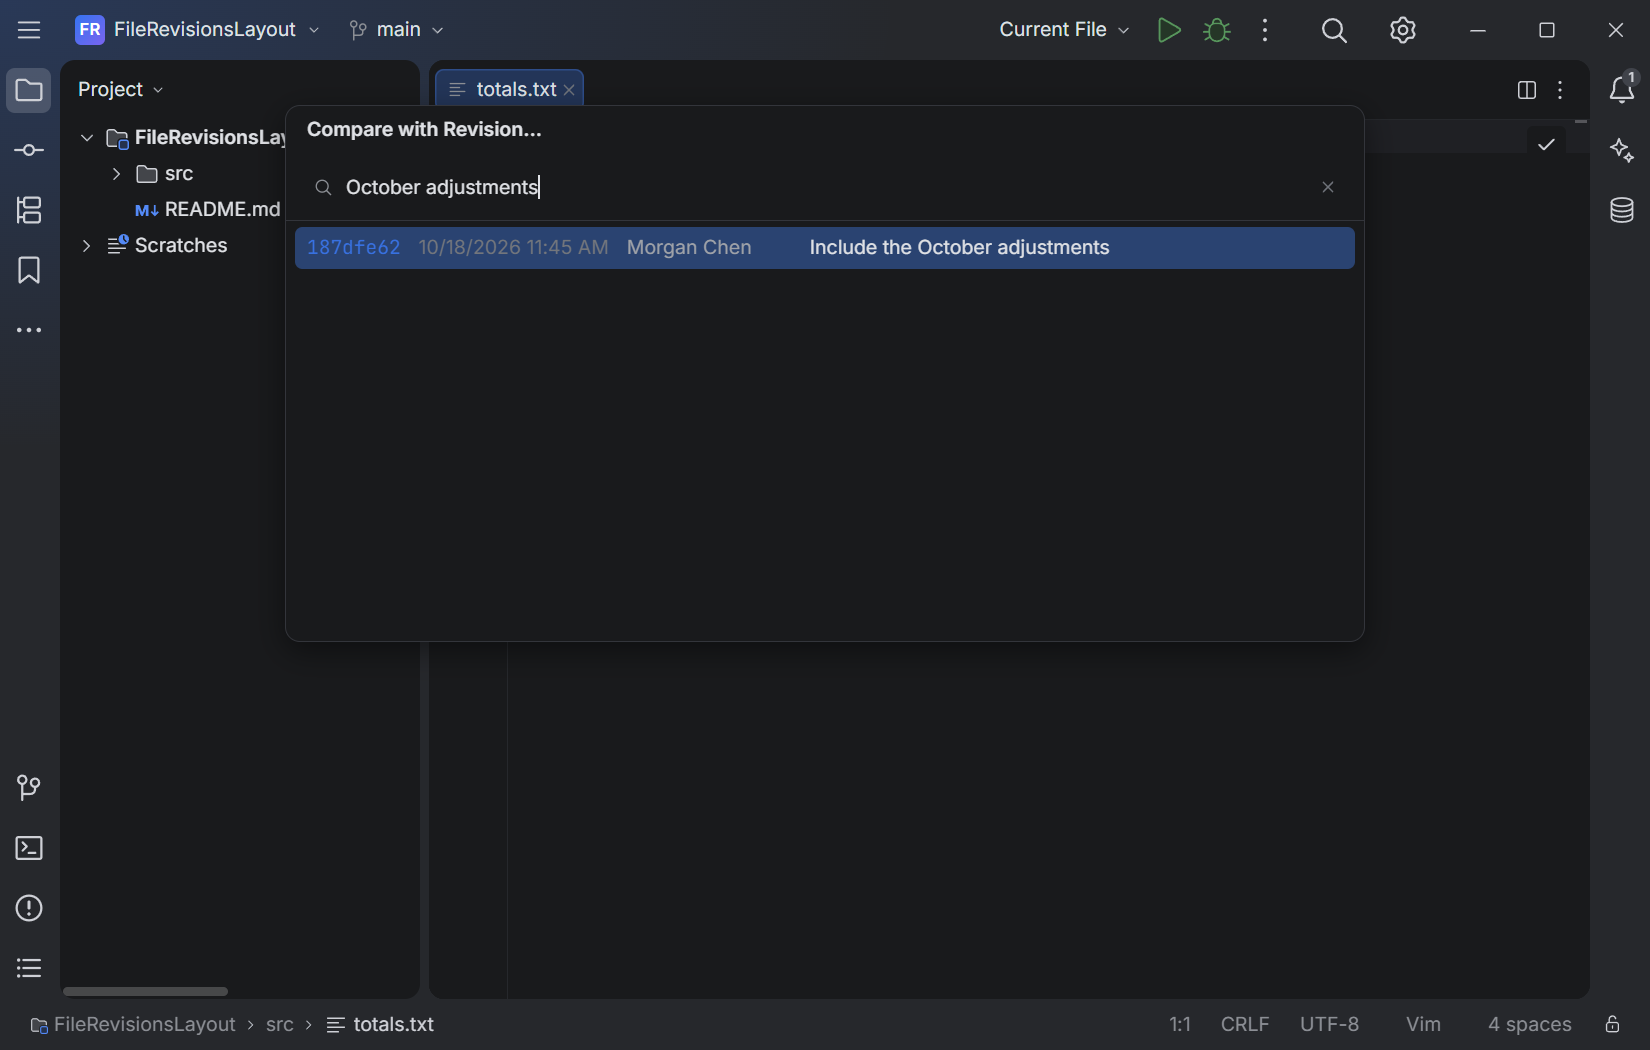 FR FileRevisionsLayout main Current File
Project
totals.txt
1
Compare with Revision...
FileRevisionsLay
October adjustments
src
M↓ README.md
Scratches
187dfe62 10/18/2026 11:45 AM Morgan Chen Include the October adjustments
FileRevisionsLayout › src › totals.txt
1:1 CRLF UTF-8 Vim 4 spaces